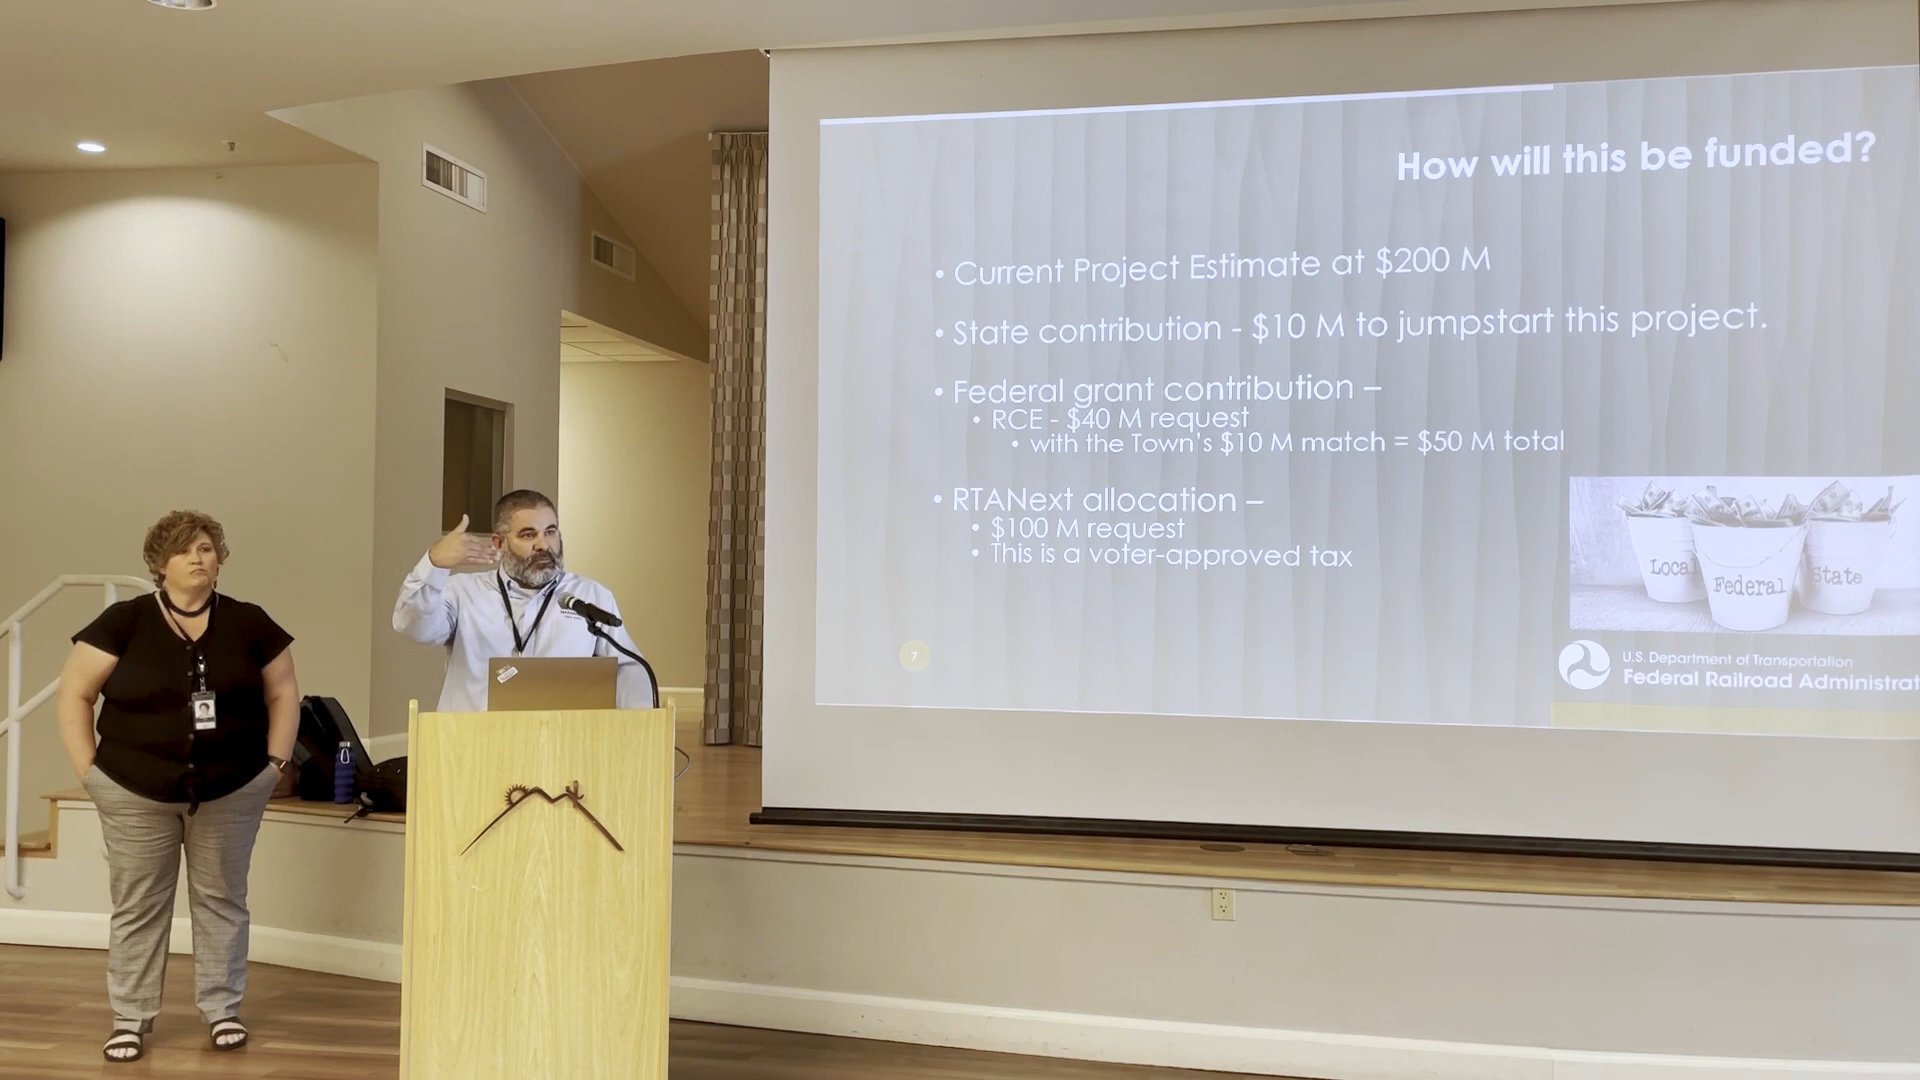 How will this be funded?
• Current Project Estimate at $200 M
• State contribution - $10 M to jumpstart this project.
• Federal grant contribution –
• RCE - $40 M request
• with the Town's $10 M match = $50 M total
• RTANext allocation –
• $100 M request
• This is a voter-approved tax
Local
Federal
State
7
U.S. Department of Transportation
Federal Railroad Administrat